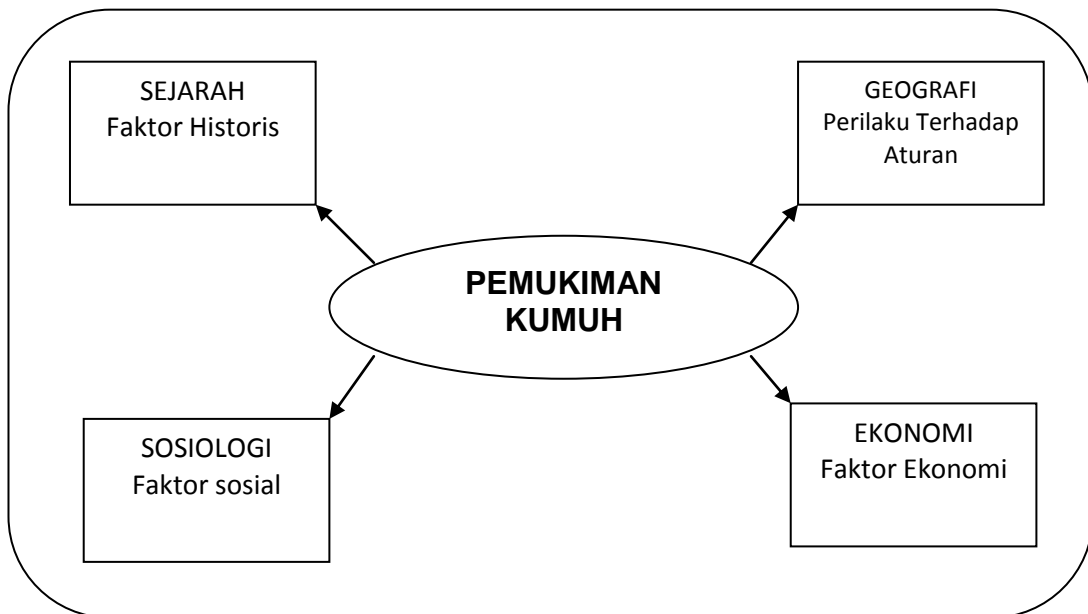 SEJARAH
Faktor Historis
GEOGRAFI
Perilaku Terhadap
Aturan
PEMUKIMAN
KUMUH
SOSIOLOGI
Faktor sosial
EKONOMI
Faktor Ekonomi